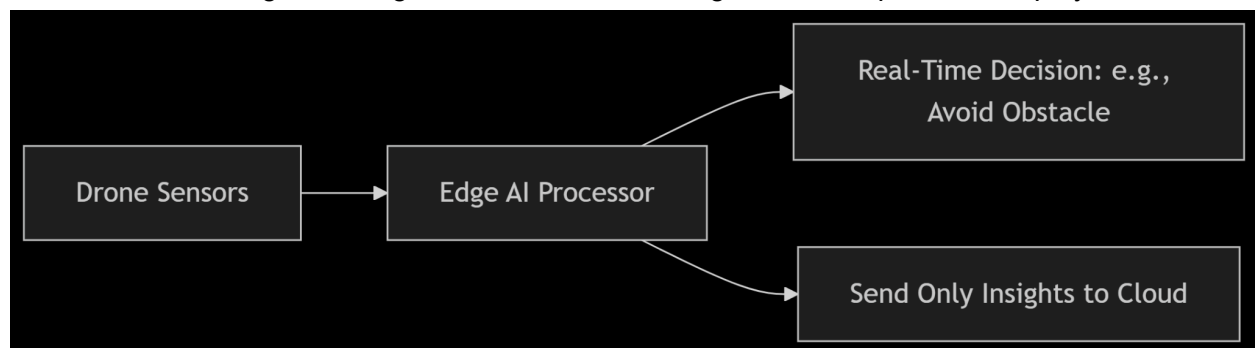 Drone Sensors
Edge AI Processor
Real-Time Decision: e.g.,
Avoid Obstacle
Send Only Insights to Cloud